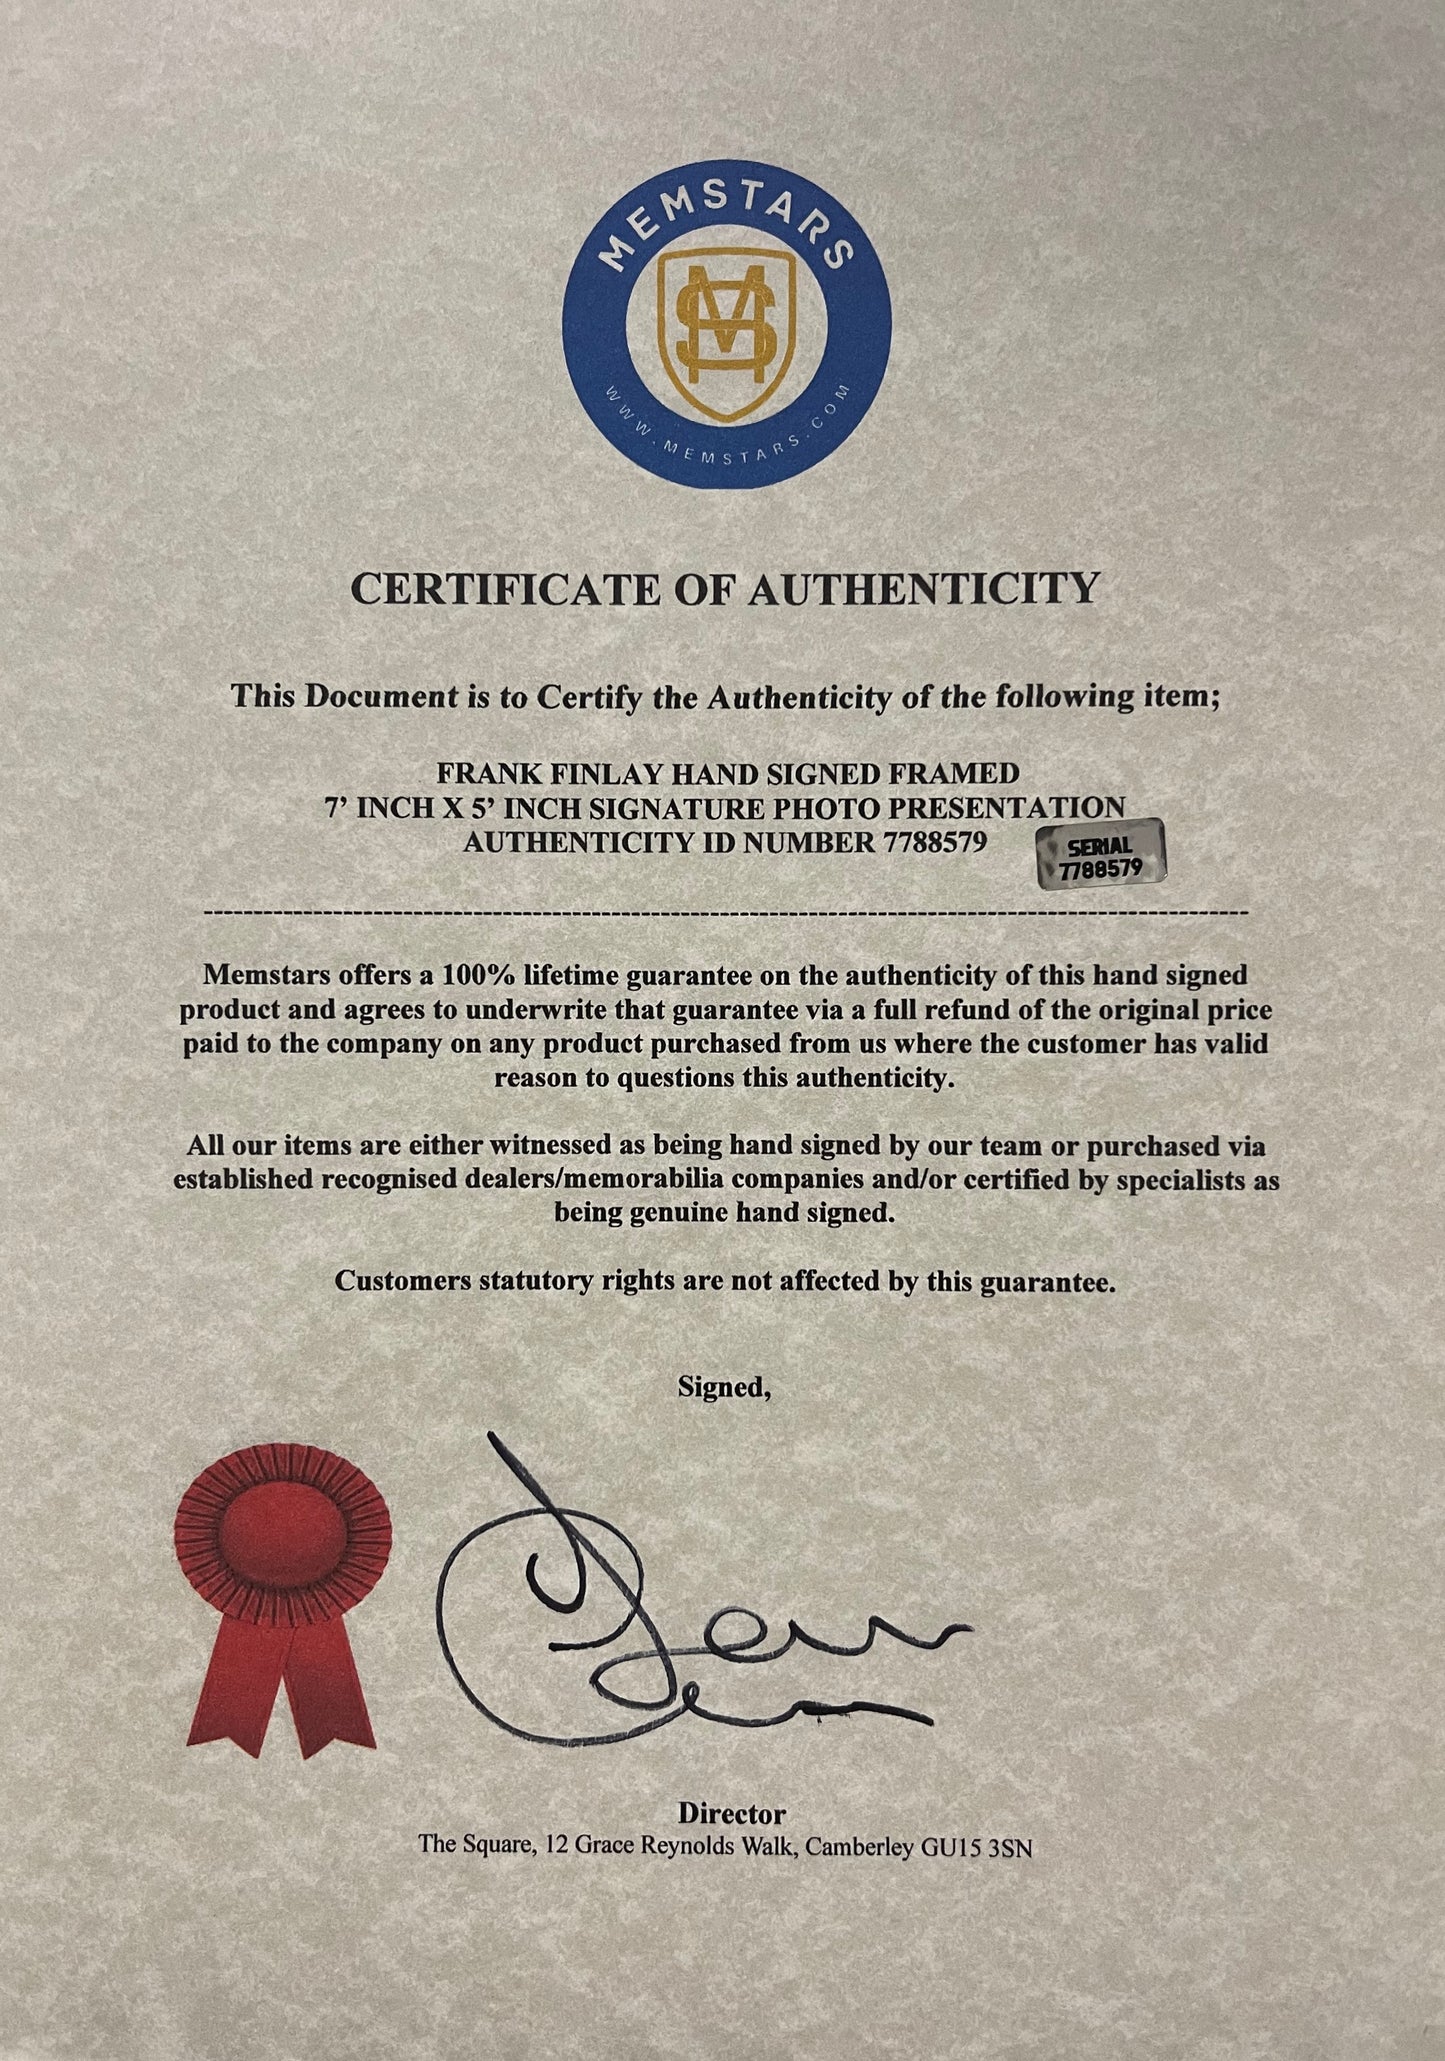 MEMSTARS
WWW.MEMSTARS.COM
CERTIFICATE OF AUTHENTICITY
This Document is to Certify the Authenticity of the following item;
FRANK FINLAY HAND SIGNED FRAMED
7’ INCH X 5’ INCH SIGNATURE PHOTO PRESENTATION
AUTHENTICITY ID NUMBER 7788579
SERIAL
7788579
Memstars offers a 100% lifetime guarantee on the authenticity of this hand signed
product and agrees to underwrite that guarantee via a full refund of the original price
paid to the company on any product purchased from us where the customer has valid
reason to questions this authenticity.
All our items are either witnessed as being hand signed by our team or purchased via
established recognised dealers/memorabilia companies and/or certified by specialists as
being genuine hand signed.
Customers statutory rights are not affected by this guarantee.
Signed,
Director
The Square, 12 Grace Reynolds Walk, Camberley GU15 3SN